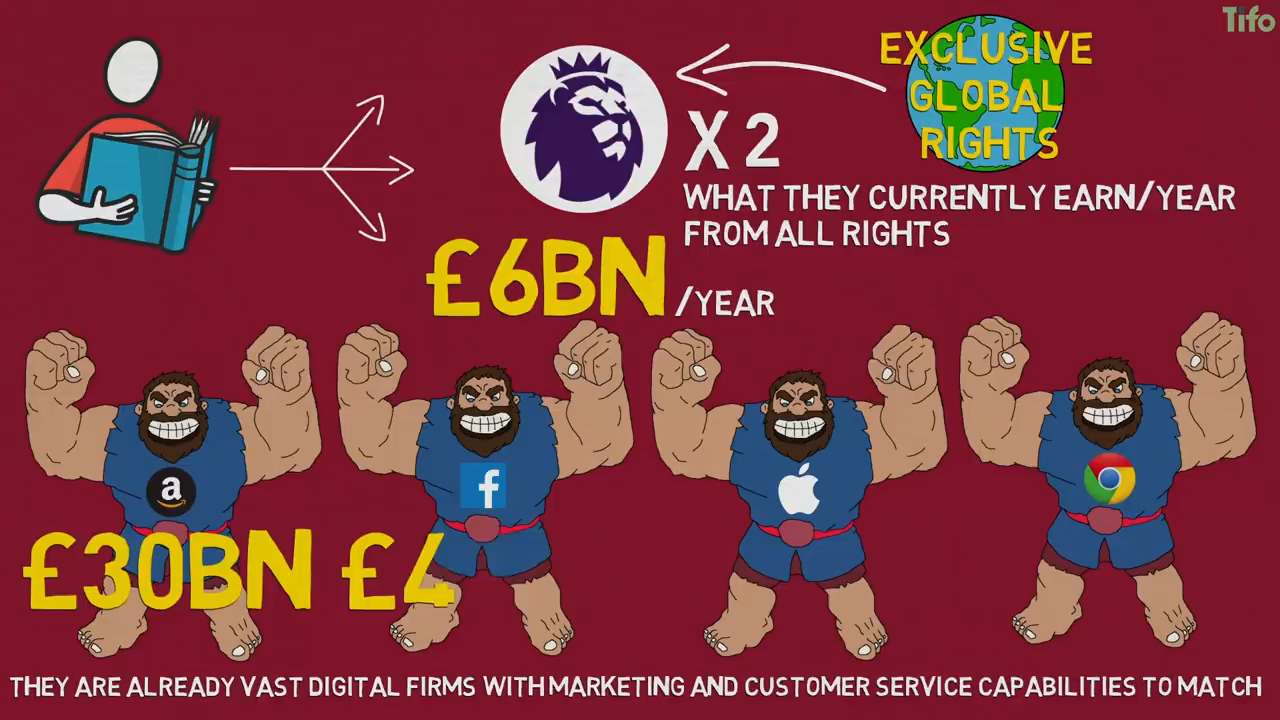 Tifo
EXCLUSIVE
GLOBAL
RIGHTS
X 2
WHAT THEY CURRENTLY EARN/YEAR
FROM ALL RIGHTS
£6BN /YEAR
a
f
£30BN £4
THEY ARE ALREADY VAST DIGITAL FIRMS WITH MARKETING AND CUSTOMER SERVICE CAPABILITIES TO MATCH